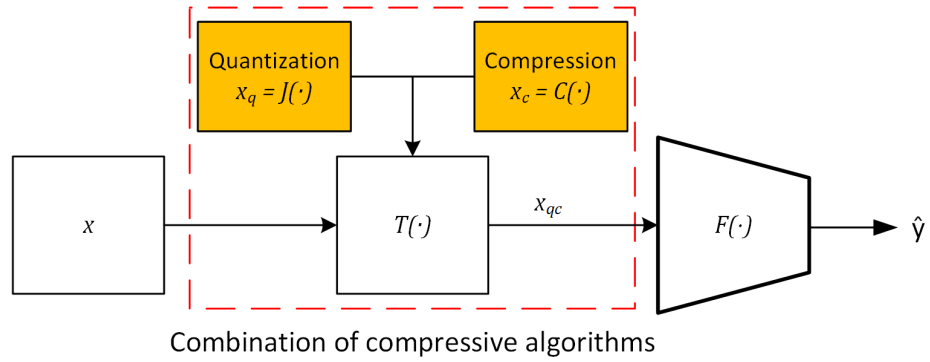 Quantization
x_q = J(·)
Compression
x_c = C(·)
x
T(·)
x_qc
F(·)
ŷ
Combination of compressive algorithms